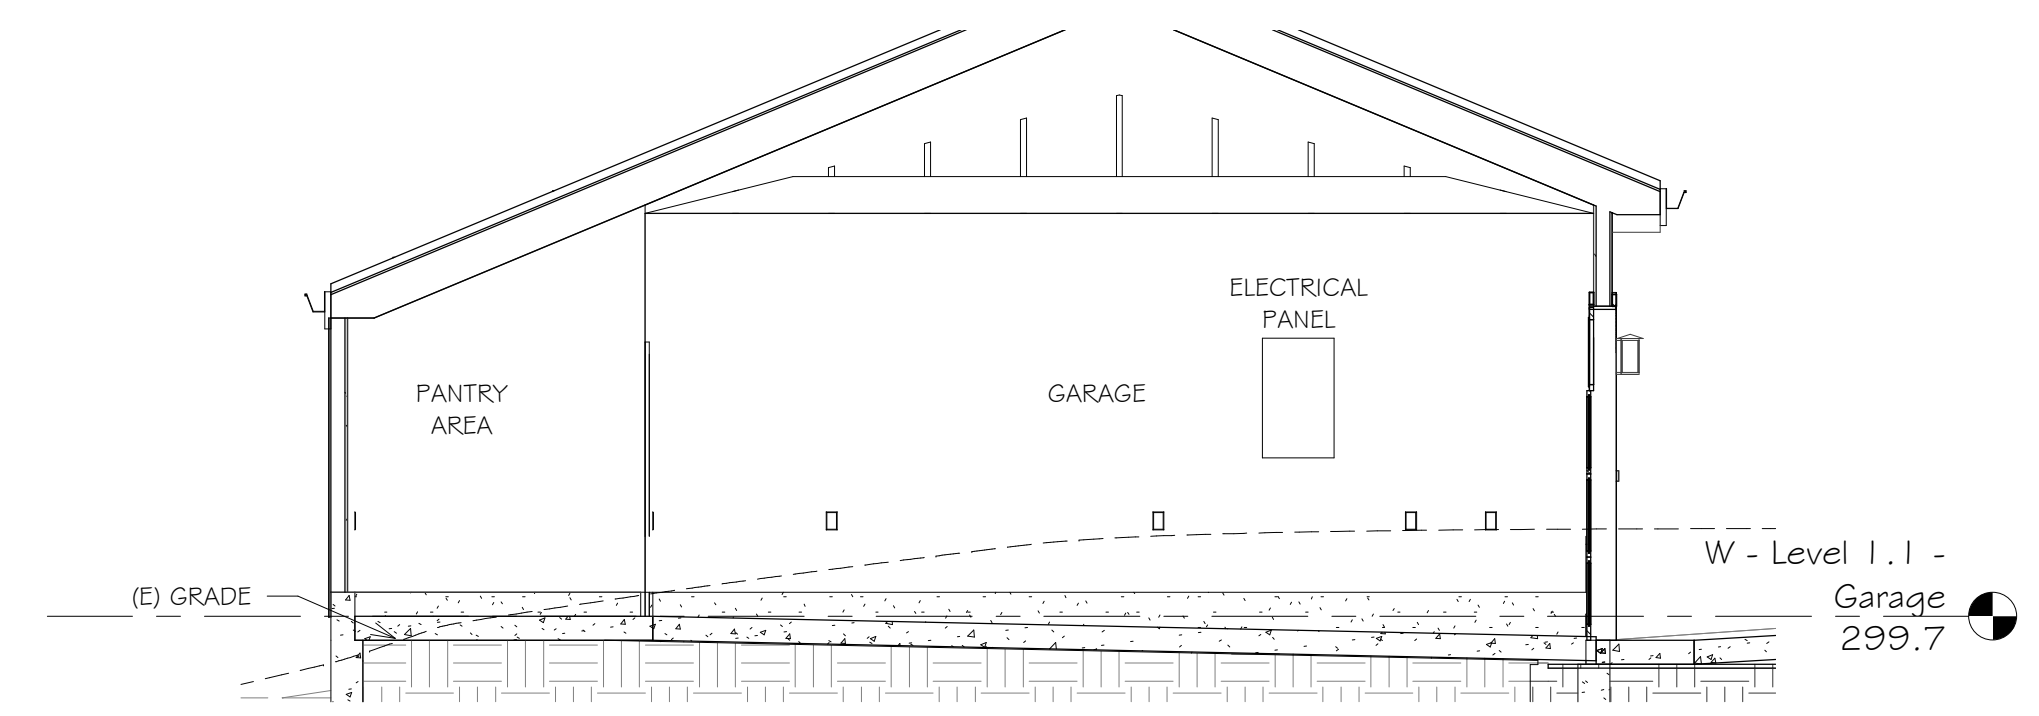 ELECTRICAL
PANEL
PANTRY
AREA
GARAGE
(E) GRADE
W - Level 1.1 -
Garage
299.7